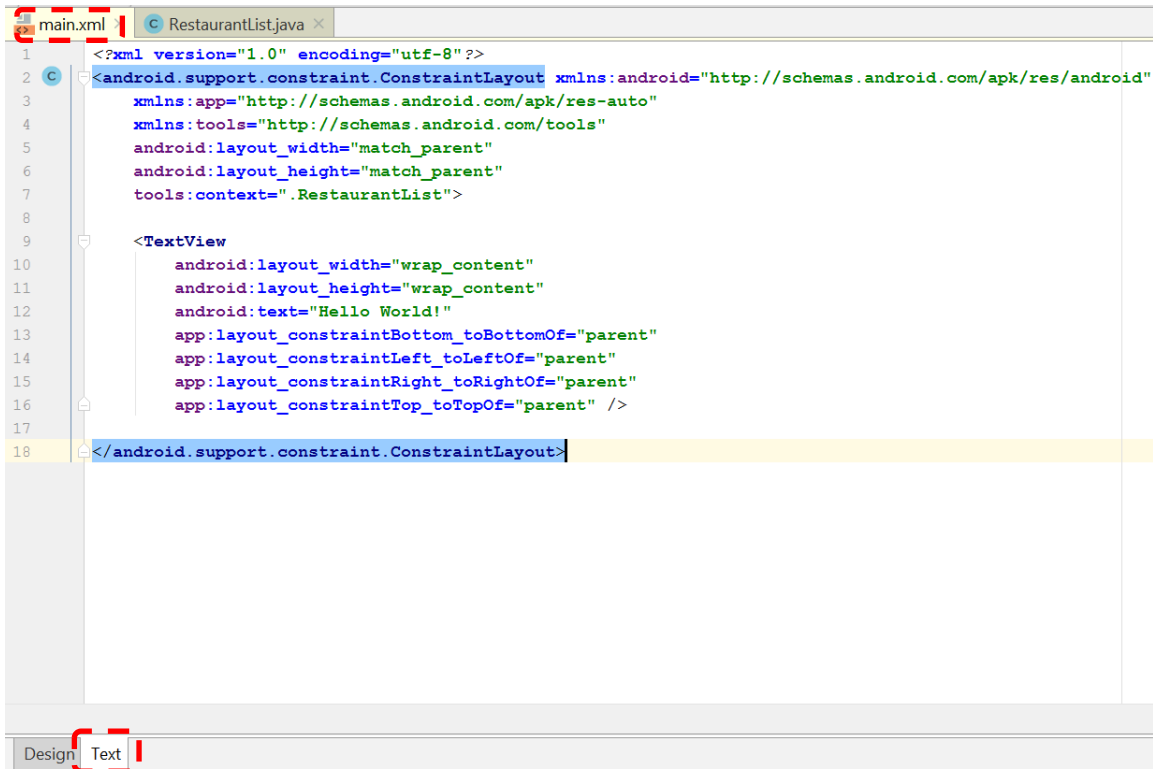 main.xml RestaurantList.java
1 <?xml version="1.0" encoding="utf-8"?>
2 C <android.support.constraint.ConstraintLayout xmlns:android="http://schemas.android.com/apk/res/android"
3 xmlns:app="http://schemas.android.com/apk/res-auto"
4 xmlns:tools="http://schemas.android.com/tools"
5 android:layout_width="match_parent"
6 android:layout_height="match_parent"
7 tools:context=".RestaurantList">
8
9 <TextView
10 android:layout_width="wrap_content"
11 android:layout_height="wrap_content"
12 android:text="Hello World!"
13 app:layout_constraintBottom_toBottomOf="parent"
14 app:layout_constraintLeft_toLeftOf="parent"
15 app:layout_constraintRight_toRightOf="parent"
16 app:layout_constraintTop_toTopOf="parent" />
17
18 </android.support.constraint.ConstraintLayout>
Design Text